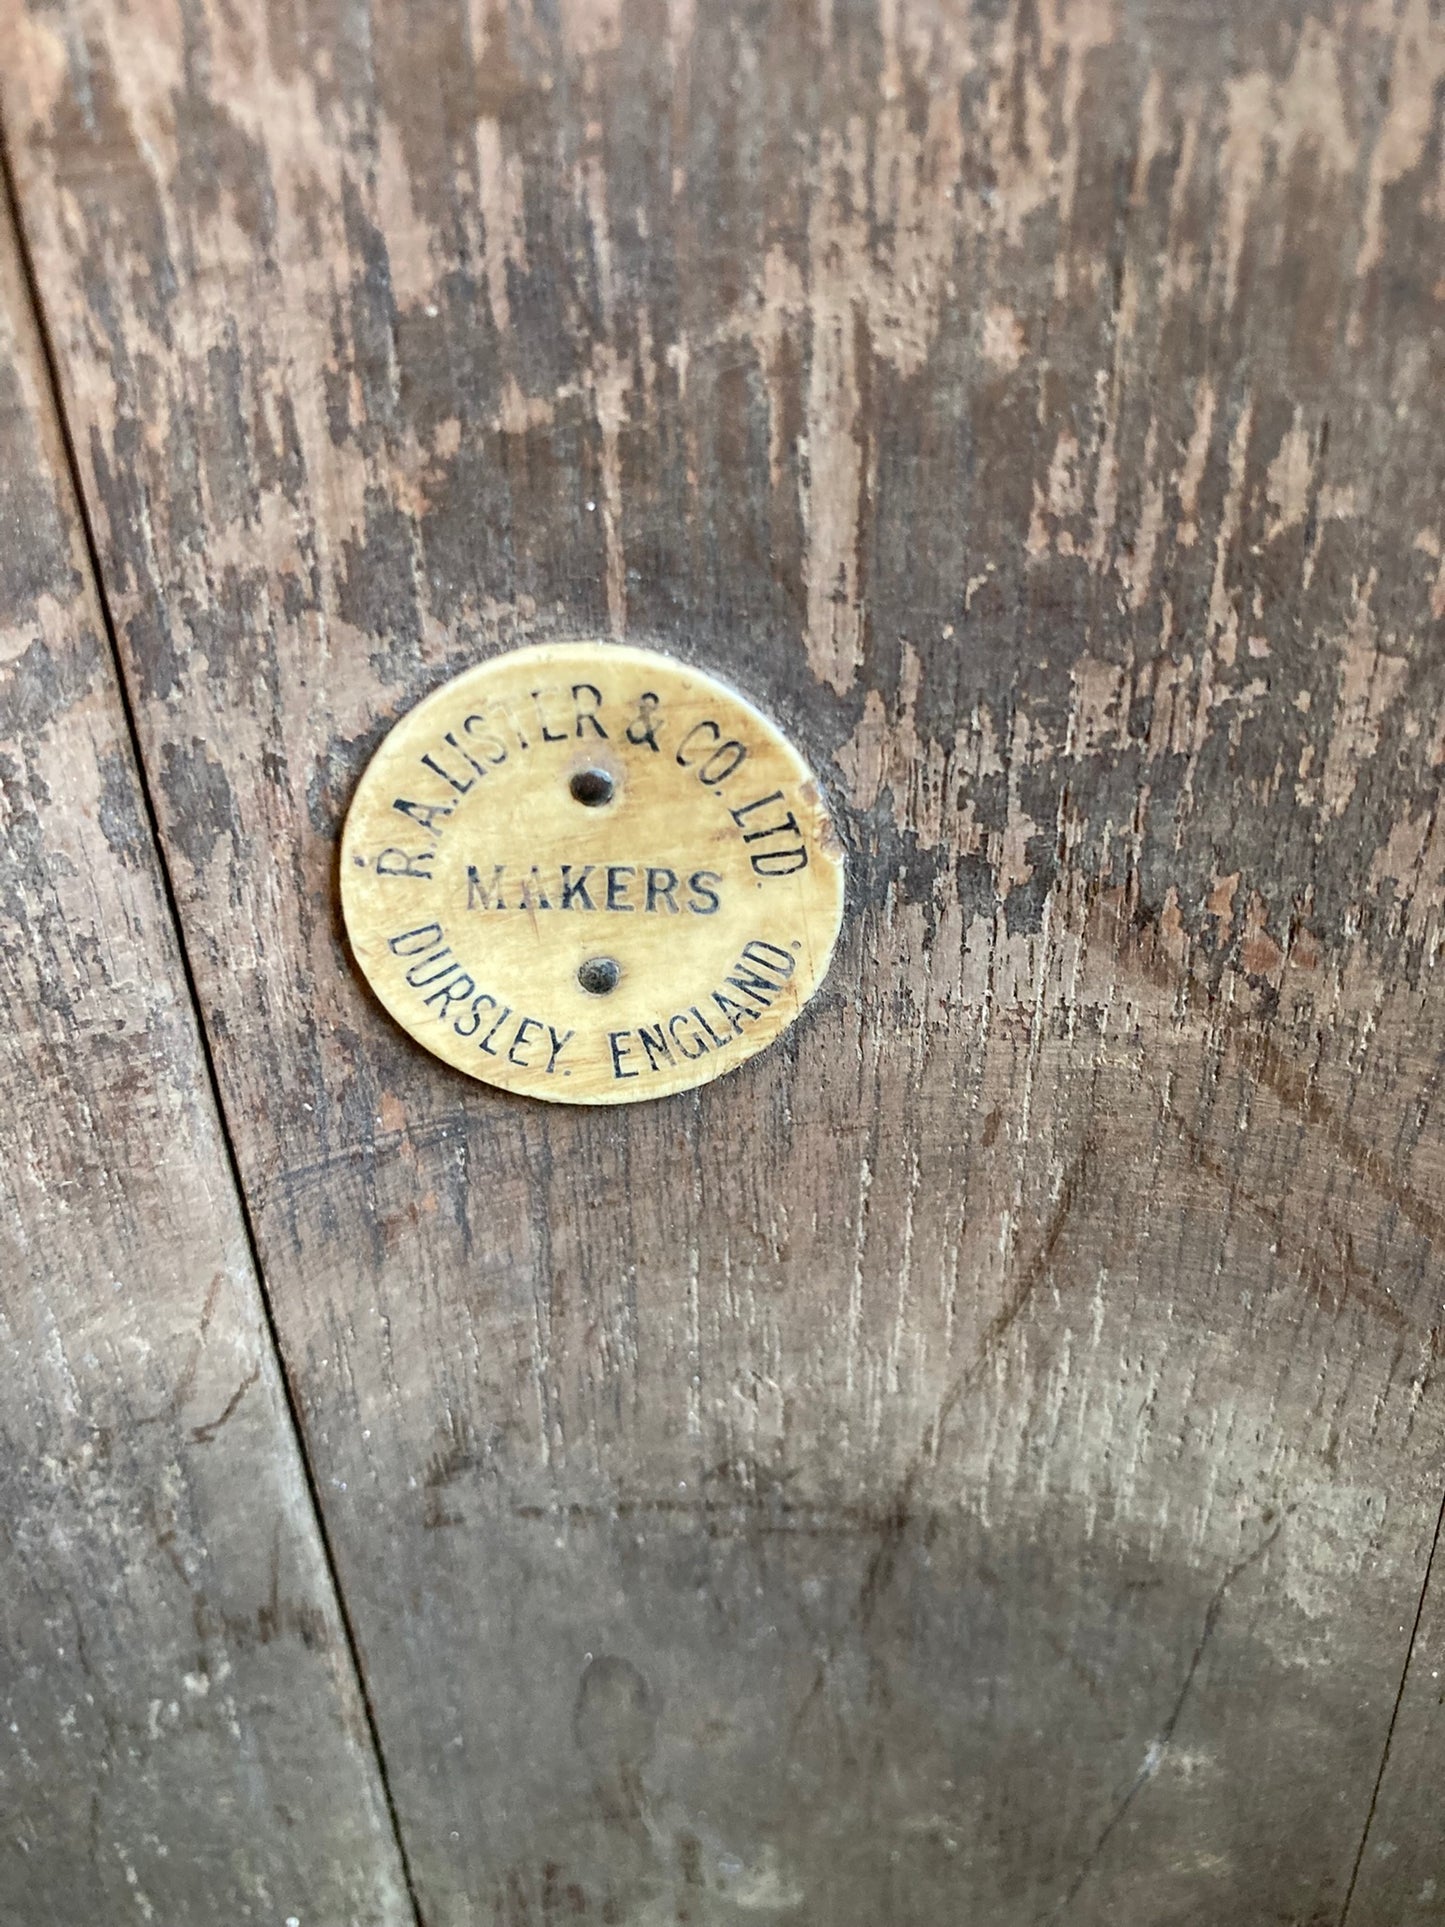 R.A.LISTER & CO. LTD.
MAKERS
DURSLEY. ENGLAND.